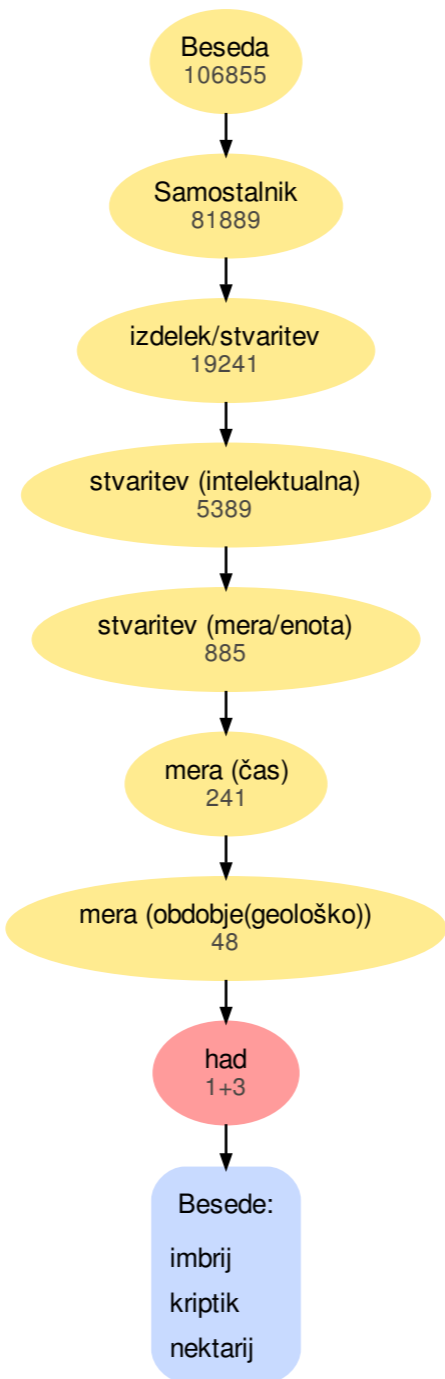 Beseda
106855
Samostalnik
81889
izdelek/stvaritev
19241
stvaritev (intelektualna)
5389
stvaritev (mera/enota)
885
mera (čas)
241
mera (obdobje(geološko))
48
had
1+3
Besede:
imbrij
kriptik
nektarij